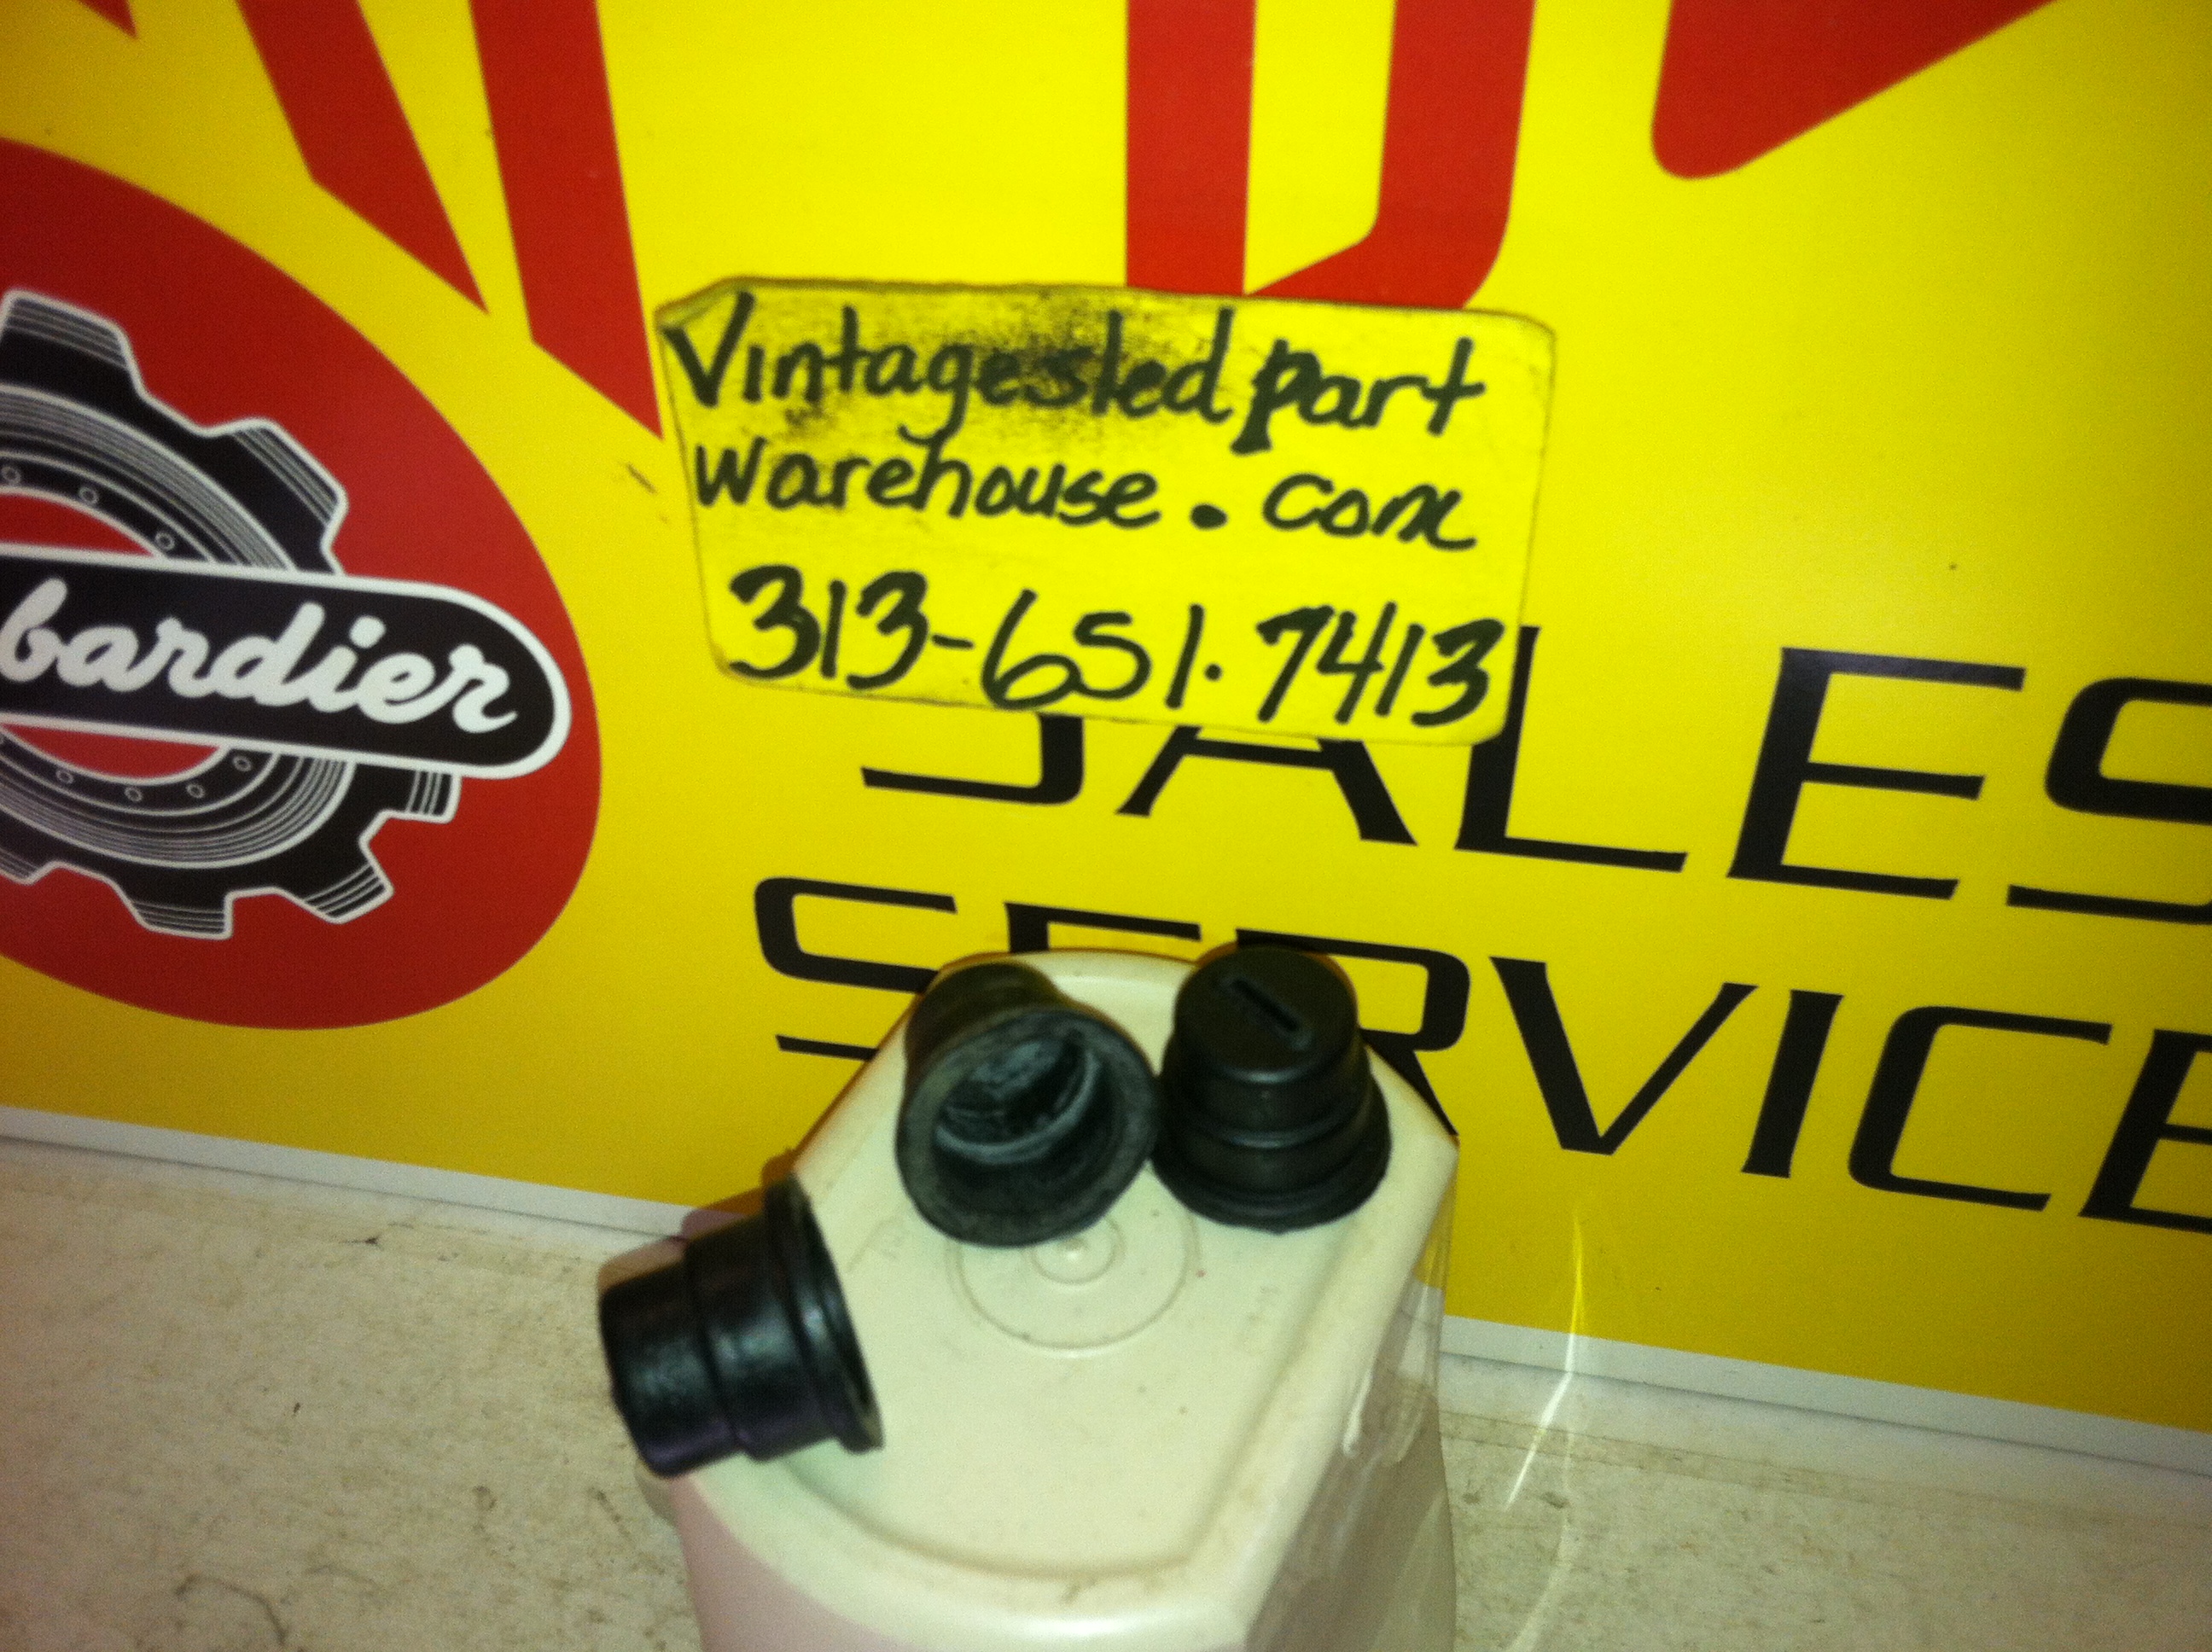 Vintagesled part
warehouse.com
313-651.7413
bardier
SALES
SERVICE